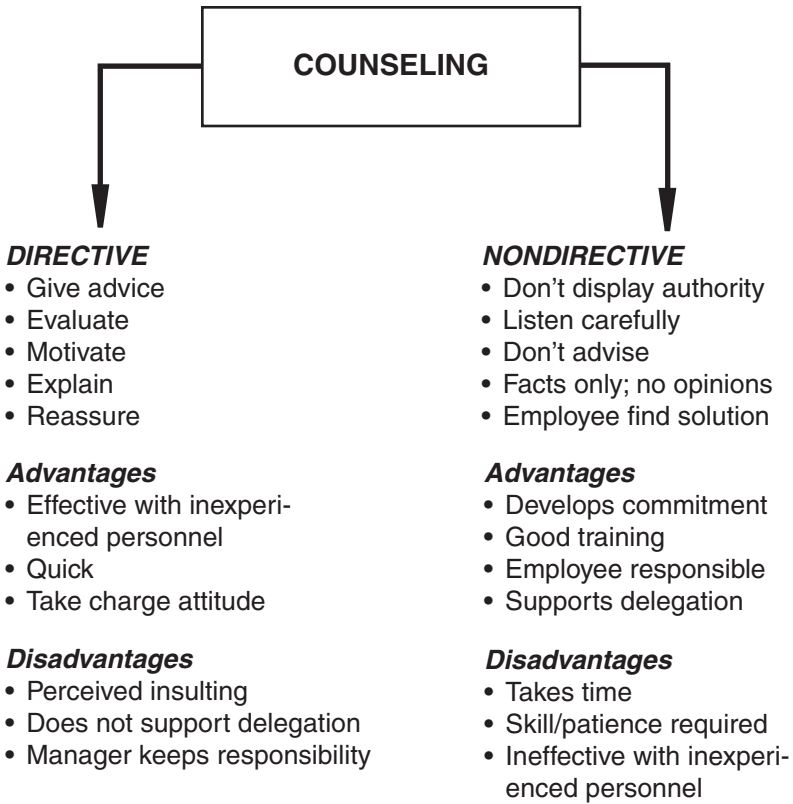 COUNSELING
DIRECTIVE
• Give advice
• Evaluate
• Motivate
• Explain
• Reassure
Advantages
• Effective with inexperi-
enced personnel
• Quick
• Take charge attitude
Disadvantages
• Perceived insulting
• Does not support delegation
• Manager keeps responsibility
NONDIRECTIVE
• Don’t display authority
• Listen carefully
• Don’t advise
• Facts only; no opinions
• Employee find solution
Advantages
• Develops commitment
• Good training
• Employee responsible
• Supports delegation
Disadvantages
• Takes time
• Skill/patience required
• Ineffective with inexperi-
enced personnel